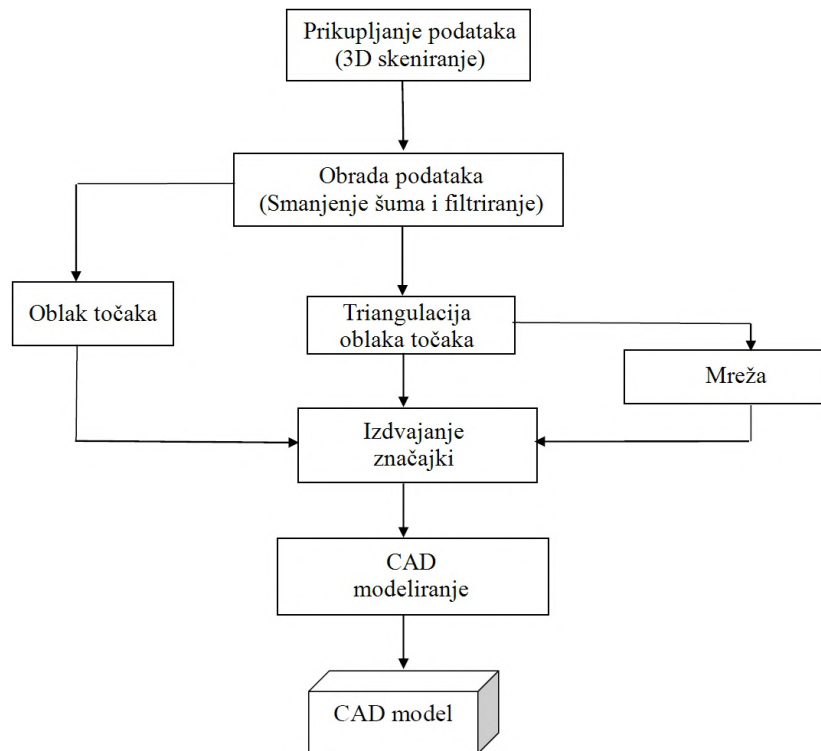 Prikupljanje podataka
(3D skeniranje)
Obrada podataka
(Smanjenje šuma i filtriranje)
Oblak točaka
Triangulacija
oblaka točaka
Mreža
Izdvajanje
značajki
CAD
modeliranje
CAD model